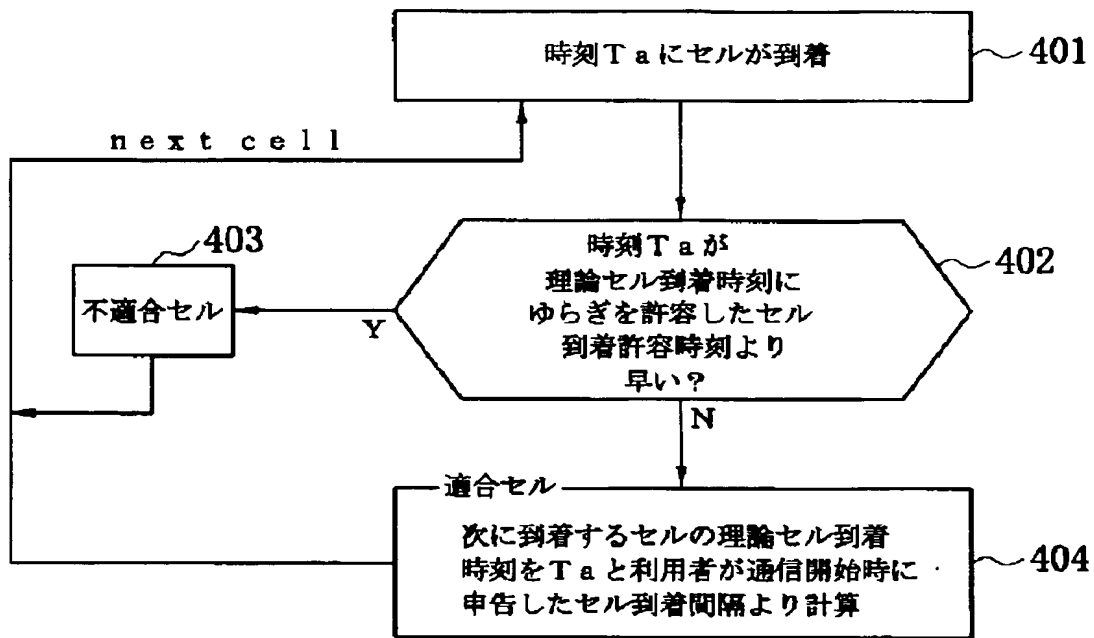 時刻Ｔａにセルが到着
401
ｎｅｘｔ ｃｅｌｌ
時刻Ｔａが
理論セル到着時刻に
ゆらぎを許容したセル
到着許容時刻より
早い？
402
403
不適合セル
Y
N
適合セル
次に到着するセルの理論セル到着
時刻をＴａと利用者が通信開始時に
申告したセル到着間隔より計算
404